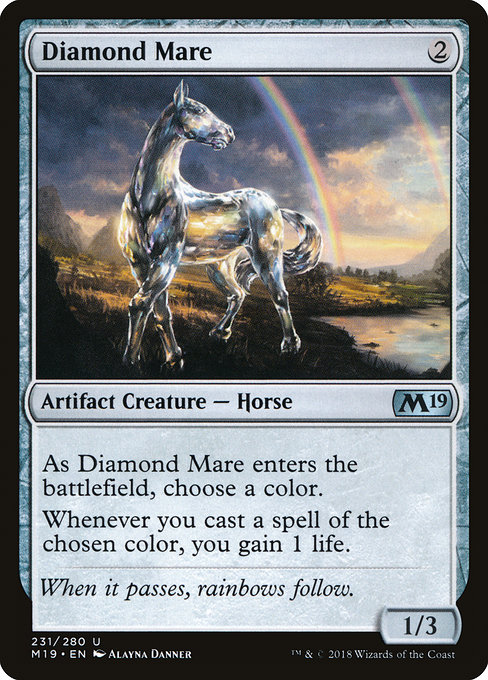 Diamond Mare 2
Artifact Creature — Horse M19
As Diamond Mare enters the
battlefield, choose a color.
Whenever you cast a spell of the
chosen color, you gain 1 life.
When it passes, rainbows follow.
1/3
231/280 U
M19 • EN Alayna Danner ™ & © 2018 Wizards of the Coast